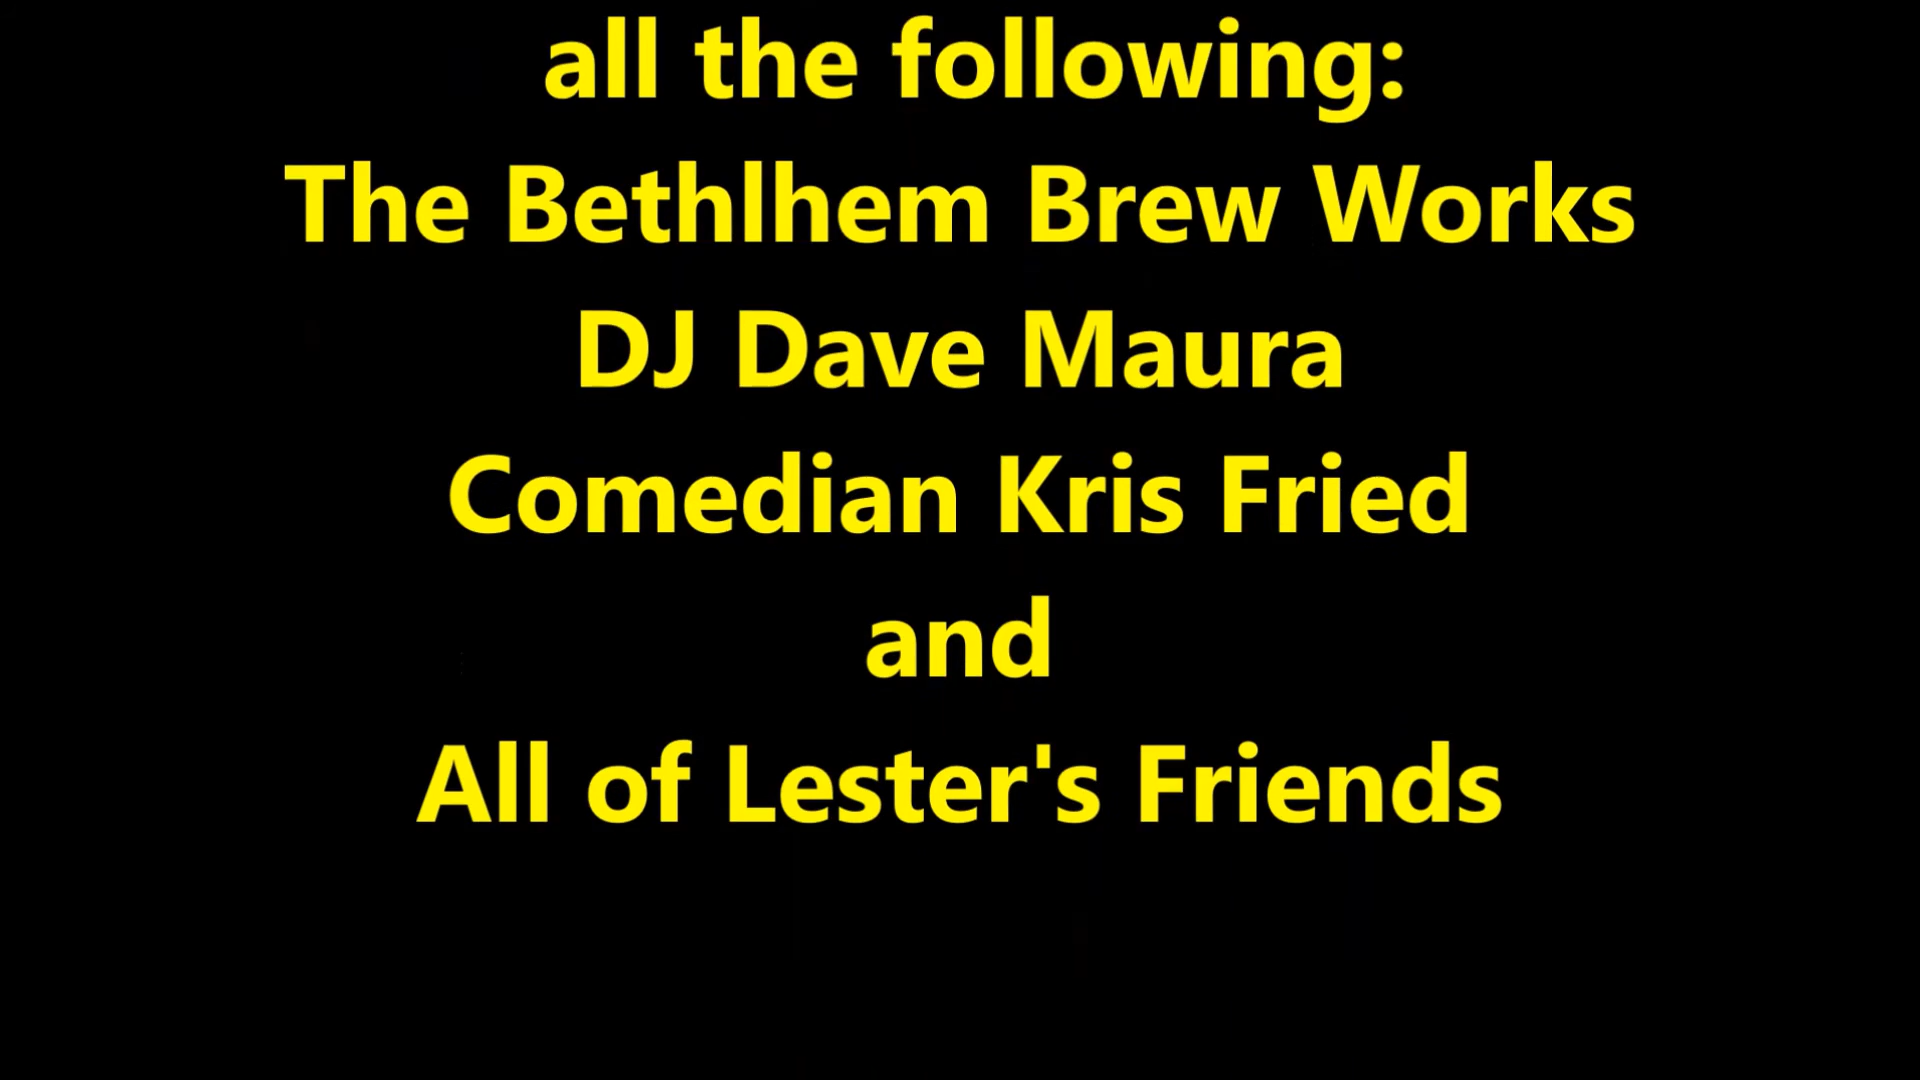 all the following:
The Bethlhem Brew Works
DJ Dave Maura
Comedian Kris Fried
and
All of Lester's Friends